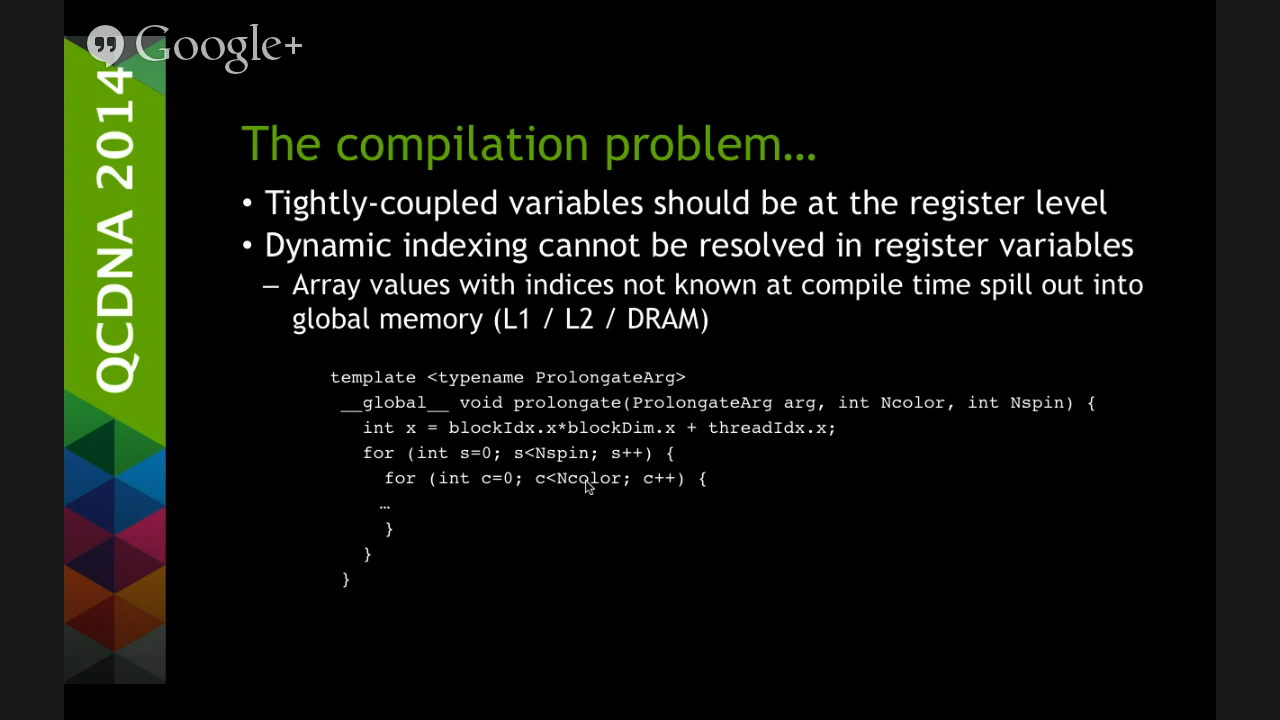 Google+
QCDNA 2014
The compilation problem…
• Tightly-coupled variables should be at the register level
• Dynamic indexing cannot be resolved in register variables
– Array values with indices not known at compile time spill out into
global memory (L1 / L2 / DRAM)
template <typename ProlongateArg>
__global__ void prolongate(ProlongateArg arg, int Ncolor, int Nspin) {
int x = blockIdx.x*blockDim.x + threadIdx.x;
for (int s=0; s<Nspin; s++) {
for (int c=0; c<Ncolor; c++) {
…
}
}
}